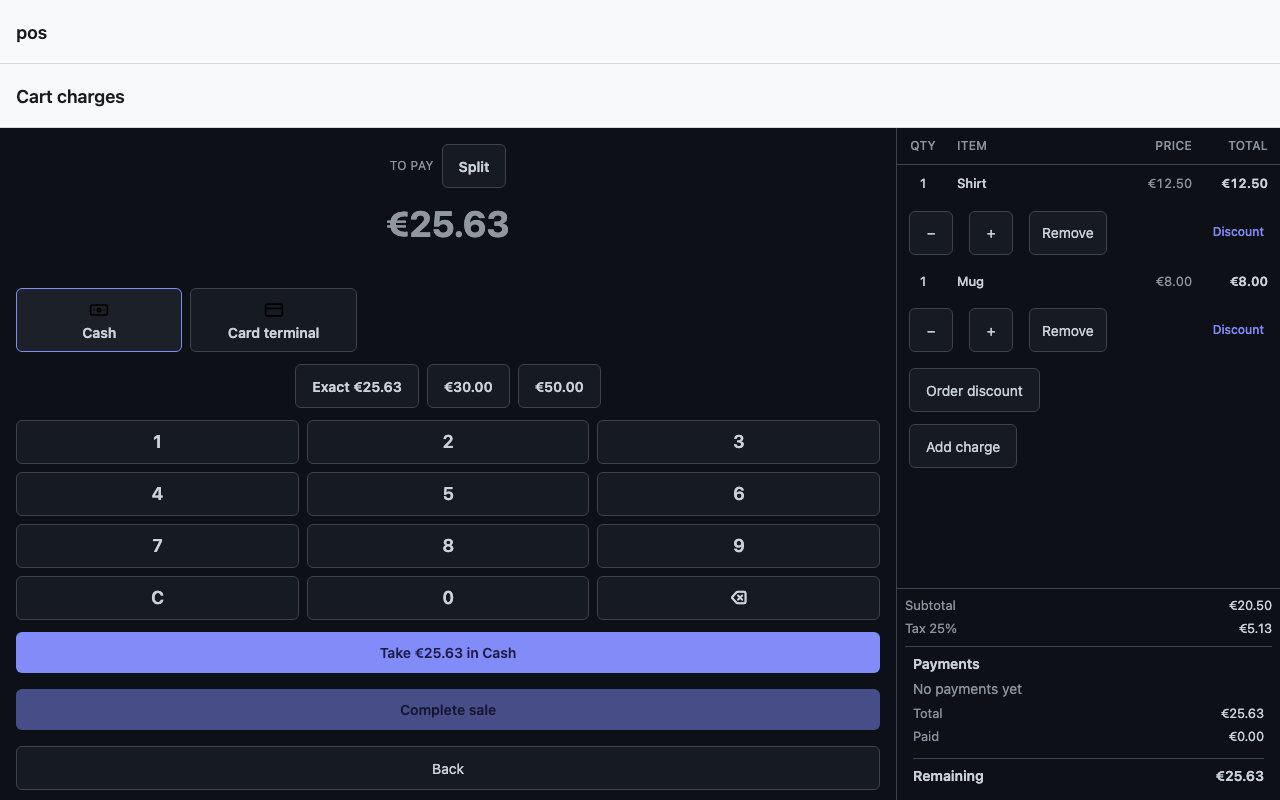 pos
Cart charges
TO PAY Split
€25.63
Cash
Card terminal
Exact €25.63 €30.00 €50.00
1 2 3
4 5 6
7 8 9
C 0
Take €25.63 in Cash
Complete sale
Back
QTY ITEM PRICE TOTAL
1 Shirt €12.50 €12.50
− + Remove Discount
1 Mug €8.00 €8.00
− + Remove Discount
Order discount
Add charge
Subtotal €20.50
Tax 25% €5.13
Payments
No payments yet
Total €25.63
Paid €0.00
Remaining €25.63